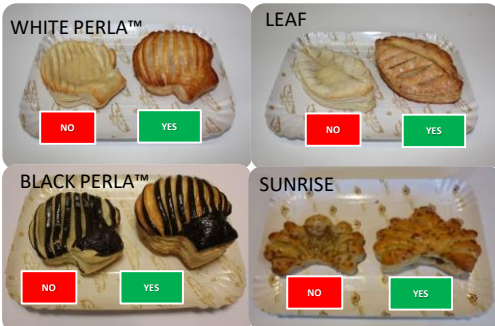 WHITE PERLA™
NO
YES
LEAF
NO
YES
BLACK PERLA™
NO
YES
SUNRISE
NO
YES